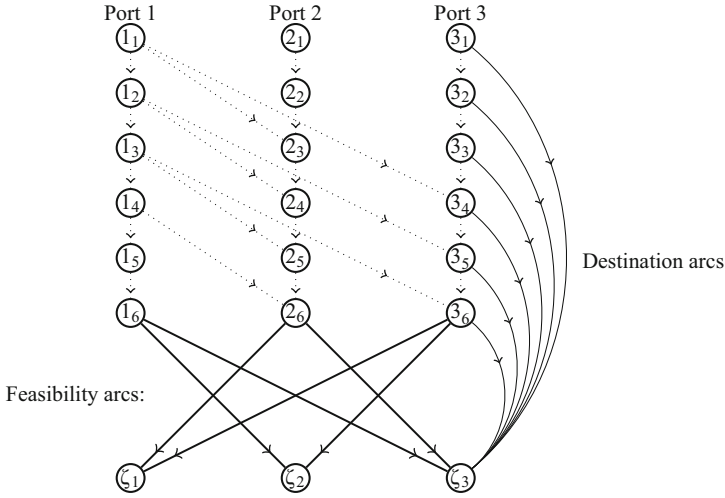 Port 1 Port 2 Port 3
1₁ 2₁ 3₁
1₂ 2₂ 3₂
1₃ 2₃ 3₃
1₄ 2₄ 3₄
1₅ 2₅ 3₅
Destination arcs
1₆ 2₆ 3₆
Feasibility arcs:
ζ₁ ζ₂ ζ₃